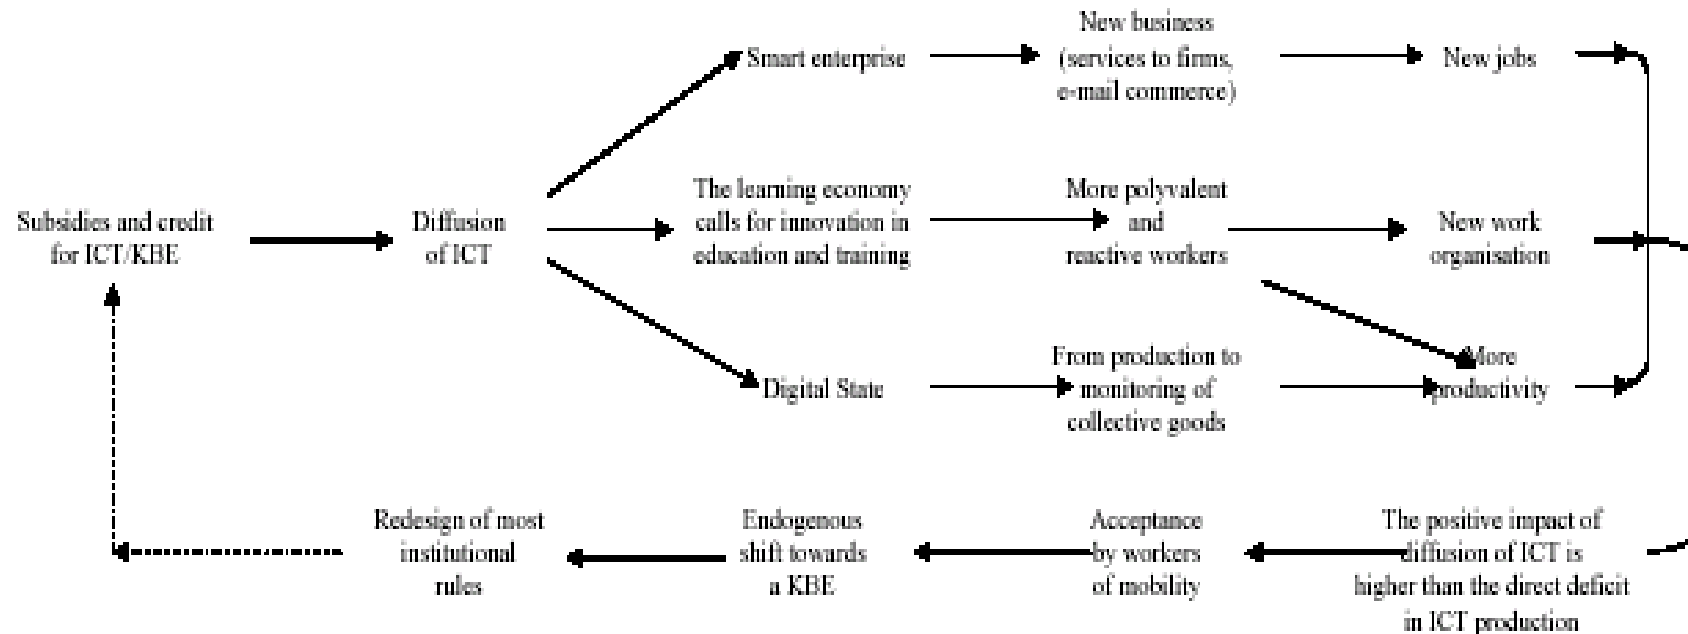 New business
(services to firms,
e-mail commerce)
Smart enterprise
New jobs
Subsidies and credit
for ICT/KBE
Diffusion
of ICT
The learning economy
calls for innovation in
education and training
More polyvalent
and
reactive workers
New work
organisation
Digital State
From production to
monitoring of
collective goods
More
productivity
Redesign of most
institutional
rules
Endogenous
shift towards
a KBE
Acceptance
by workers
of mobility
The positive impact of
diffusion of ICT is
higher than the direct deficit
in ICT production